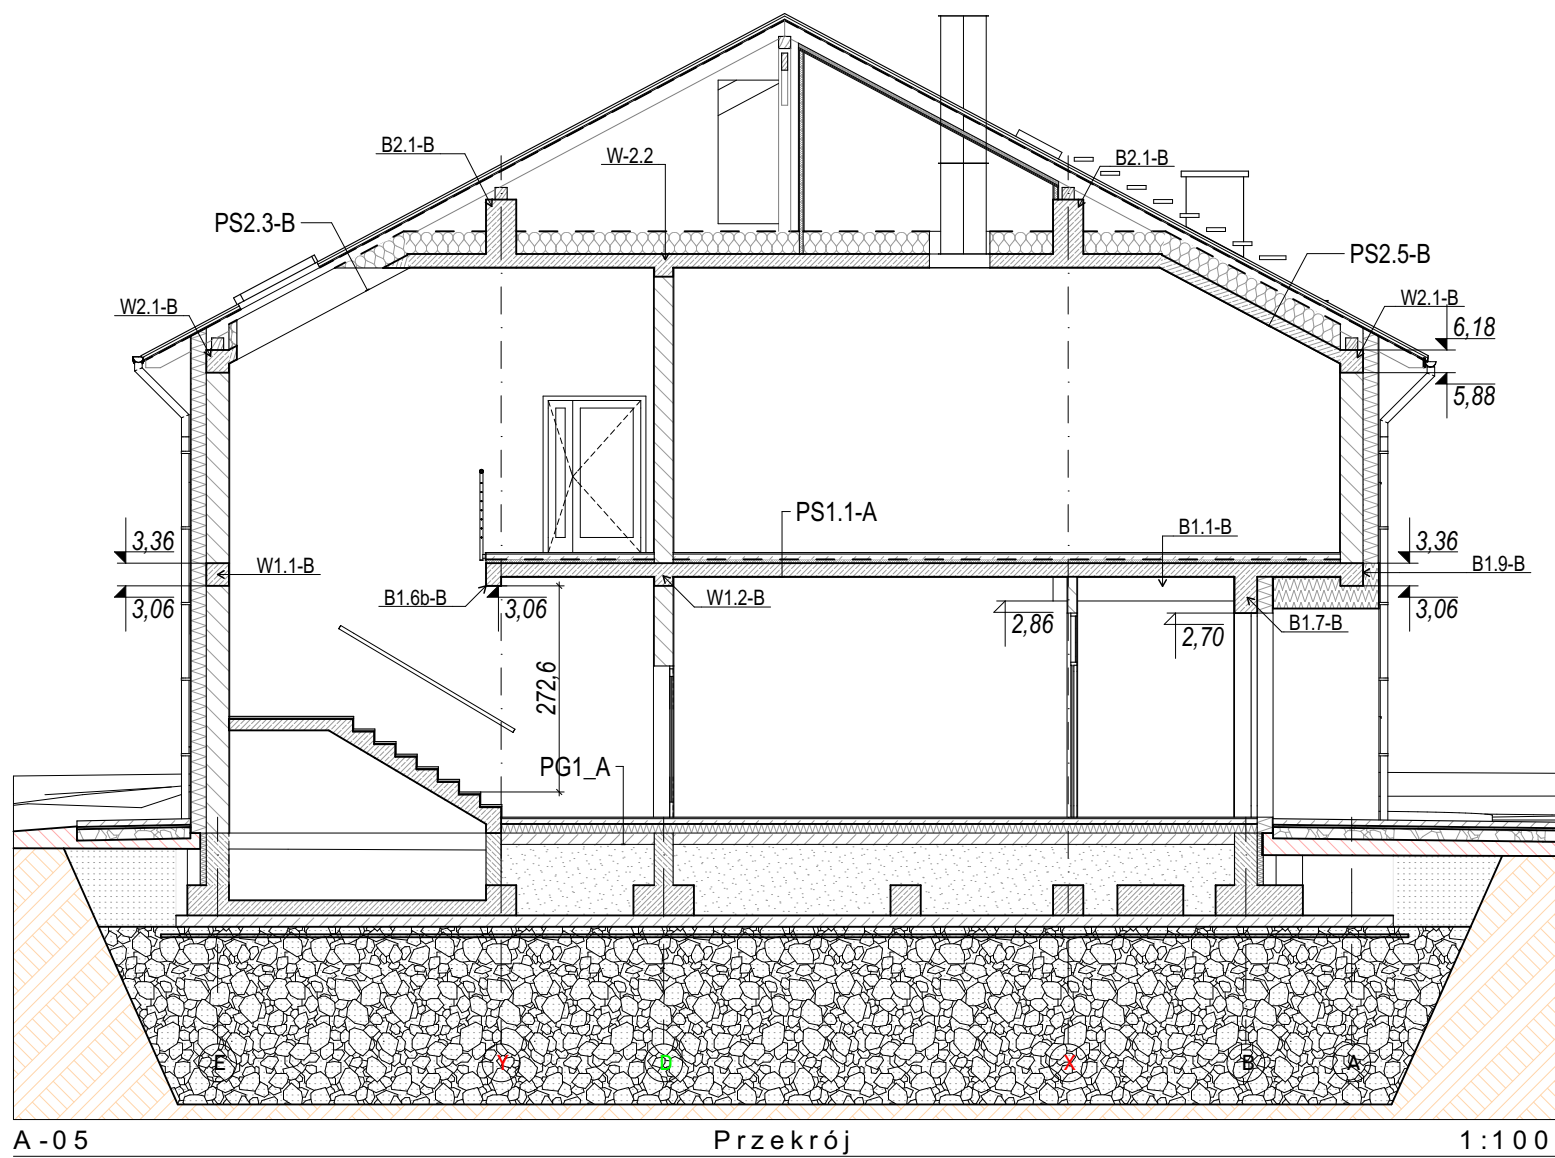 B2.1-B
W-2.2
B2.1-B
PS2.3-B
PS2.5-B
W2.1-B
W2.1-B
6,18
5,88
PS1.1-A
B1.1-B
3,36
3,36
W1.1-B
B1.9-B
3,06
B1.6b-B
3,06
W1.2-B
2,86
2,70
B1.7-B
3,06
272,6
PG1_A
E
Y
D
X
B
A
A-05
Przekrój
1:100